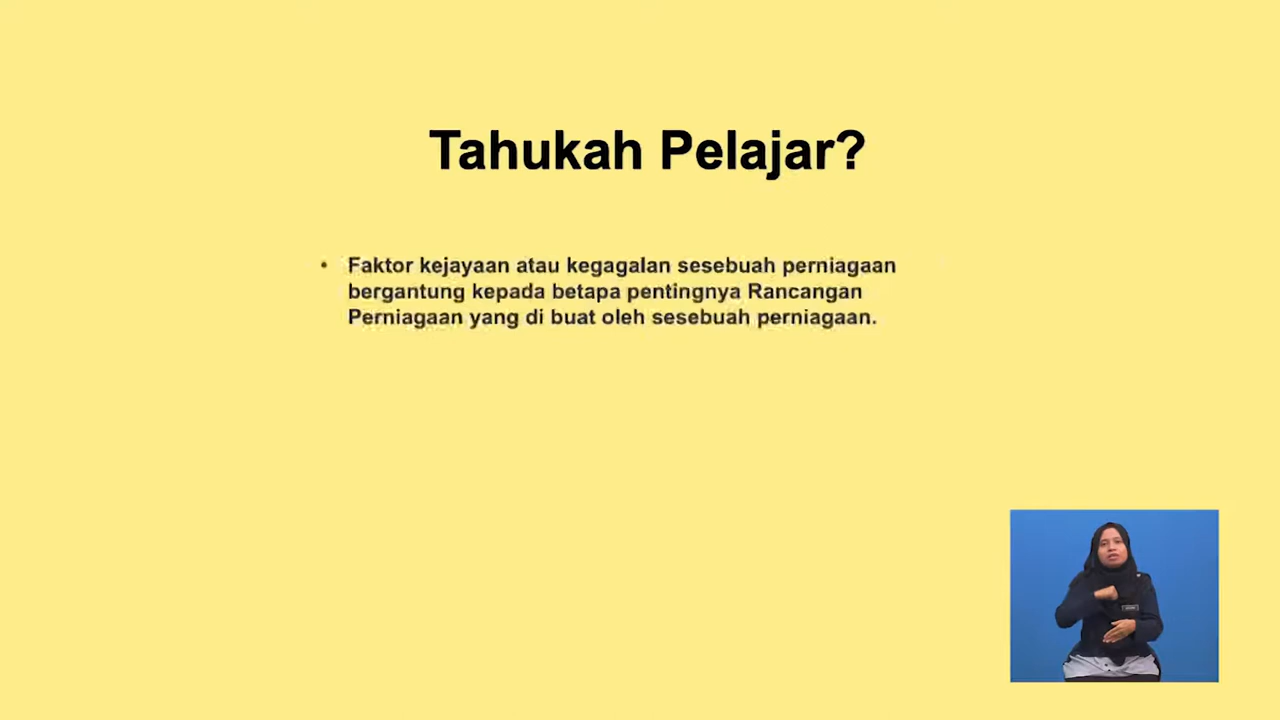 Tahukah Pelajar?
• Faktor kejayaan atau kegagalan sesebuah perniagaan
bergantung kepada betapa pentingnya Rancangan
Perniagaan yang di buat oleh sesebuah perniagaan.